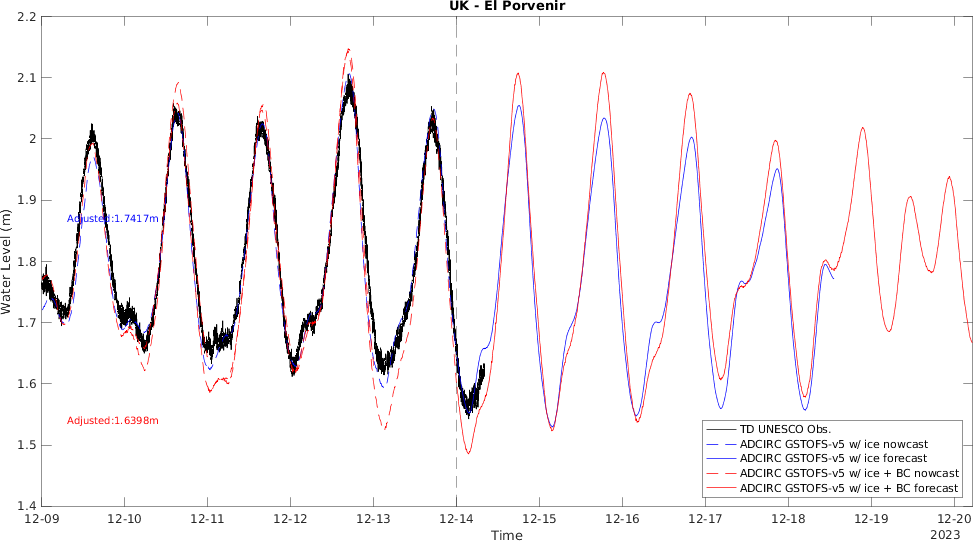 UK - El Porvenir
2.2
2.1
2
1.9
1.8
1.7
1.6
1.5
1.4
Water Level (m)
Adjusted:1.7417m
Adjusted:1.6398m
TD UNESCO Obs.
ADCIRC GSTOFS-v5 w/ ice nowcast
ADCIRC GSTOFS-v5 w/ ice forecast
ADCIRC GSTOFS-v5 w/ ice + BC nowcast
ADCIRC GSTOFS-v5 w/ ice + BC forecast
12-09 12-10 12-11 12-12 12-13 12-14 12-15 12-16 12-17 12-18 12-19 12-20
Time
2023